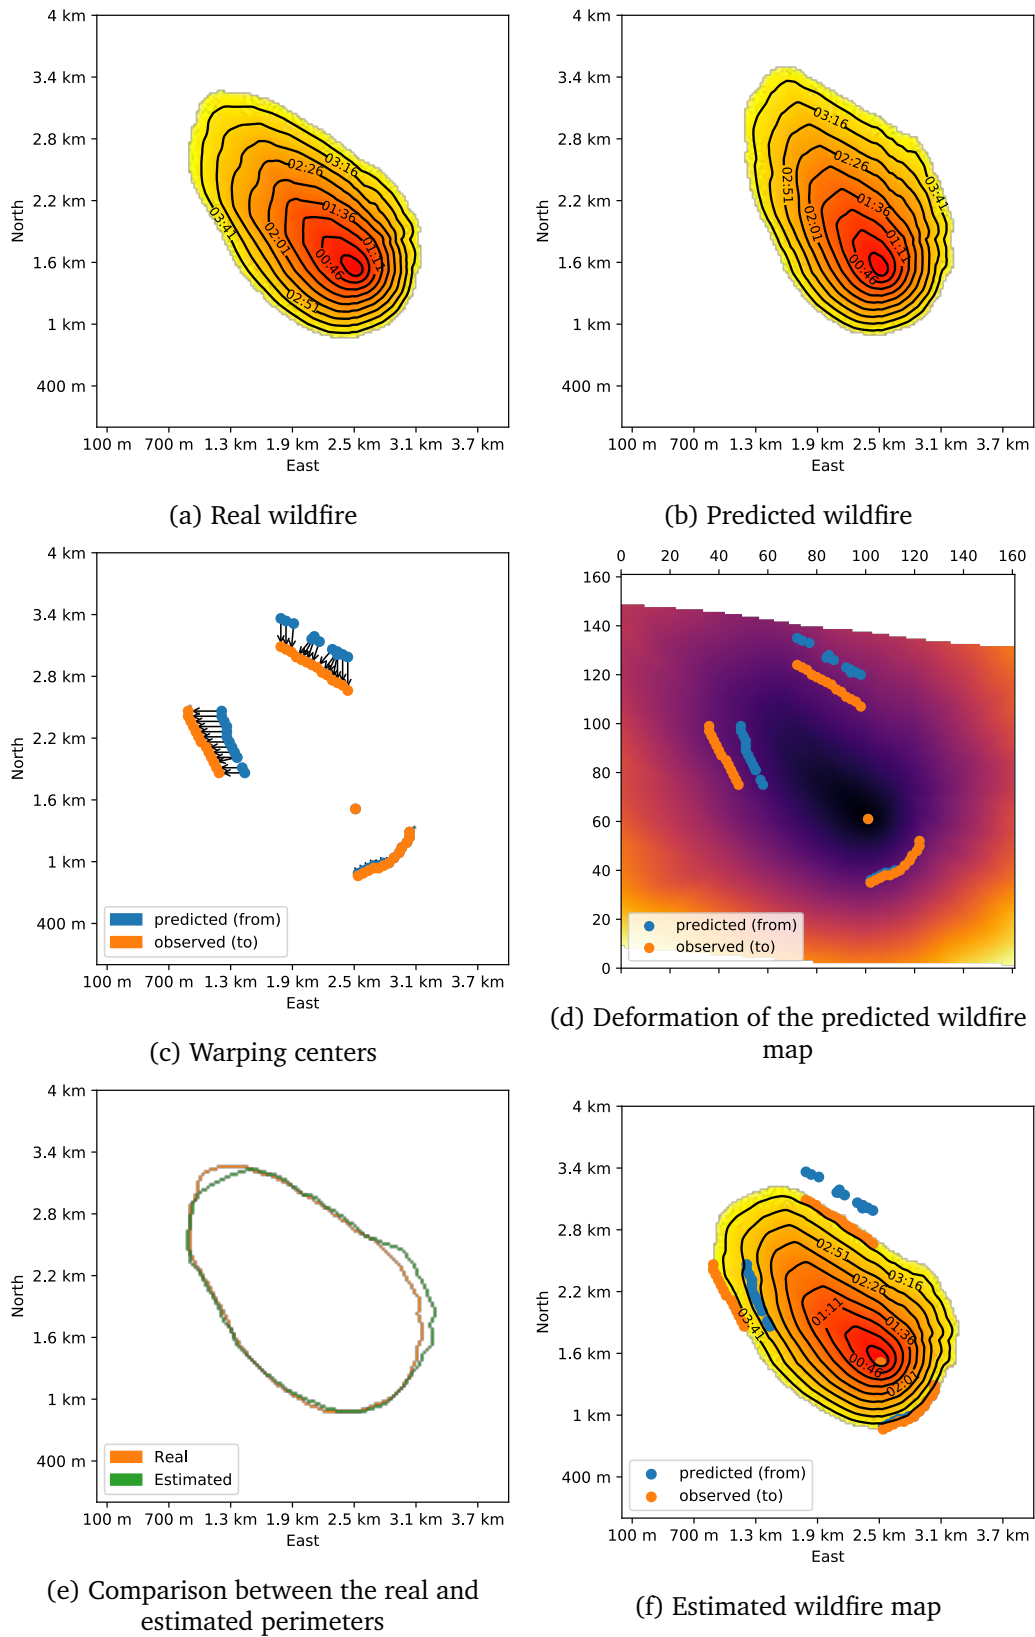 4 km
3.4 km
2.8 km
2.2 km
1.6 km
1 km
400 m
North
03:16
02:26
01:36
01:11
00:46
02:01
03:41
02:51
100 m 700 m 1.3 km 1.9 km 2.5 km 3.1 km 3.7 km
East
(a) Real wildfire
4 km
3.4 km
2.8 km
2.2 km
1.6 km
1 km
400 m
North
03:16
02:26
03:41
02:51
01:36
02:01
01:11
00:46
100 m 700 m 1.3 km 1.9 km 2.5 km 3.1 km 3.7 km
East
(b) Predicted wildfire
4 km
3.4 km
2.8 km
2.2 km
1.6 km
1 km
400 m
North
predicted (from)
observed (to)
100 m 700 m 1.3 km 1.9 km 2.5 km 3.1 km 3.7 km
East
(c) Warping centers
0 20 40 60 80 100 120 140 160
160
140
120
100
80
60
40
20
0
predicted (from)
observed (to)
(d) Deformation of the predicted wildfire
map
4 km
3.4 km
2.8 km
2.2 km
1.6 km
1 km
400 m
North
Real
Estimated
100 m 700 m 1.3 km 1.9 km 2.5 km 3.1 km 3.7 km
East
(e) Comparison between the real and
estimated perimeters
4 km
3.4 km
2.8 km
2.2 km
1.6 km
1 km
400 m
North
02:51
03:16
02:26
01:11
01:36
03:41
00:46
02:01
predicted (from)
observed (to)
100 m 700 m 1.3 km 1.9 km 2.5 km 3.1 km 3.7 km
East
(f) Estimated wildfire map